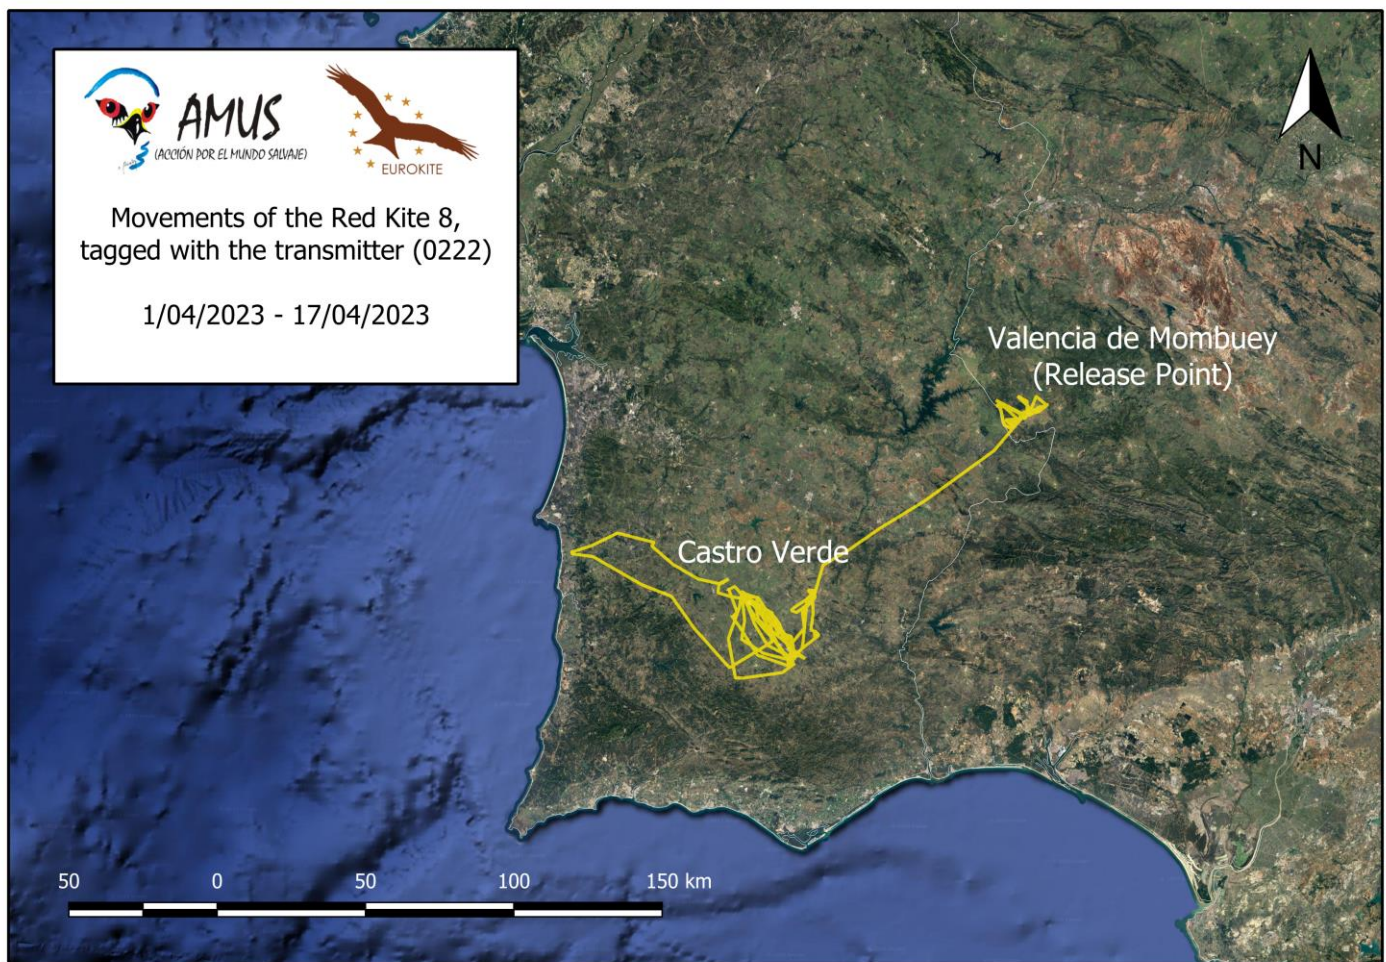 AMUS
(ACCIÓN POR EL MUNDO SALVAJE)
EUROKITE
Movements of the Red Kite 8,
tagged with the transmitter (0222)
1/04/2023 - 17/04/2023
N
Valencia de Mombuey
(Release Point)
Castro Verde
50 0 50 100 150 km